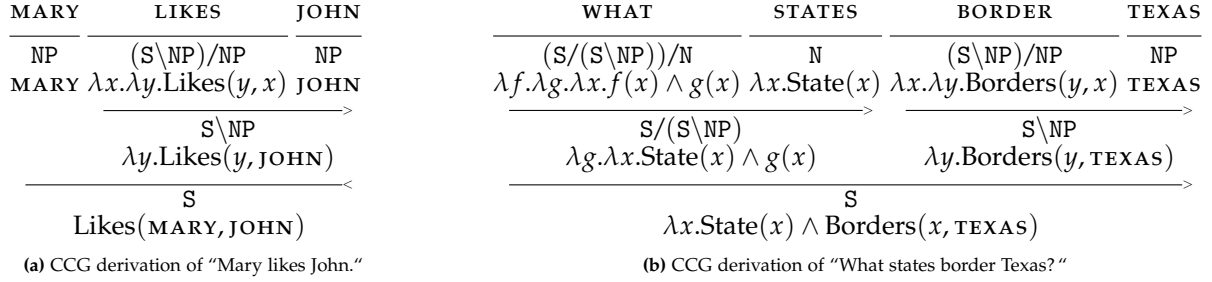 MARY LIKES JOHN
NP (S\NP)/NP NP
MARY λx.λy.Likes(y, x) JOHN
>
S\NP
λy.Likes(y, JOHN)
<
S
Likes(MARY, JOHN)
(a) CCG derivation of “Mary likes John.“
WHAT STATES BORDER TEXAS
(S/(S\NP))/N N (S\NP)/NP NP
λf.λg.λx.f(x) ∧ g(x) λx.State(x) λx.λy.Borders(y, x) TEXAS
> >
S/(S\NP) S\NP
λg.λx.State(x) ∧ g(x) λy.Borders(y, TEXAS)
>
S
λx.State(x) ∧ Borders(x, TEXAS)
(b) CCG derivation of “What states border Texas?“